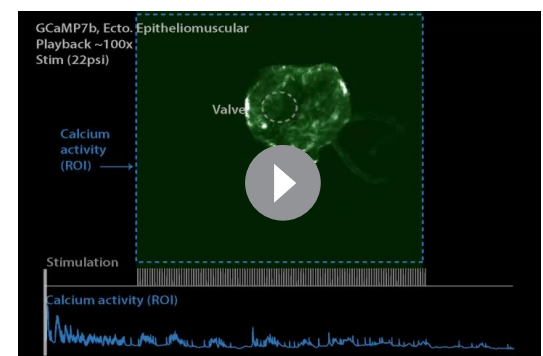 GCaMP7b, Ecto. Epitheliomuscular
Playback ~100x
Stim (22psi)
Valve
Calcium
activity
(ROI)
Stimulation
Calcium activity (ROI)